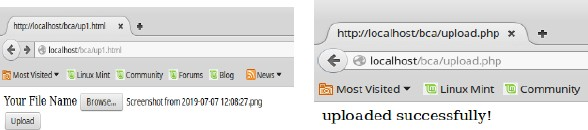 http://localhost/bca/up1.html ×
localhost/bca/up1.html
Most Visited Linux Mint Community Forums Blog News
Your File Name Browse... Screenshot from 2019-07-07 12:08:27.png
Upload
http://localhost/bca/upload.php ×
localhost/bca/upload.php
Most Visited Linux Mint Community
uploaded successfully!